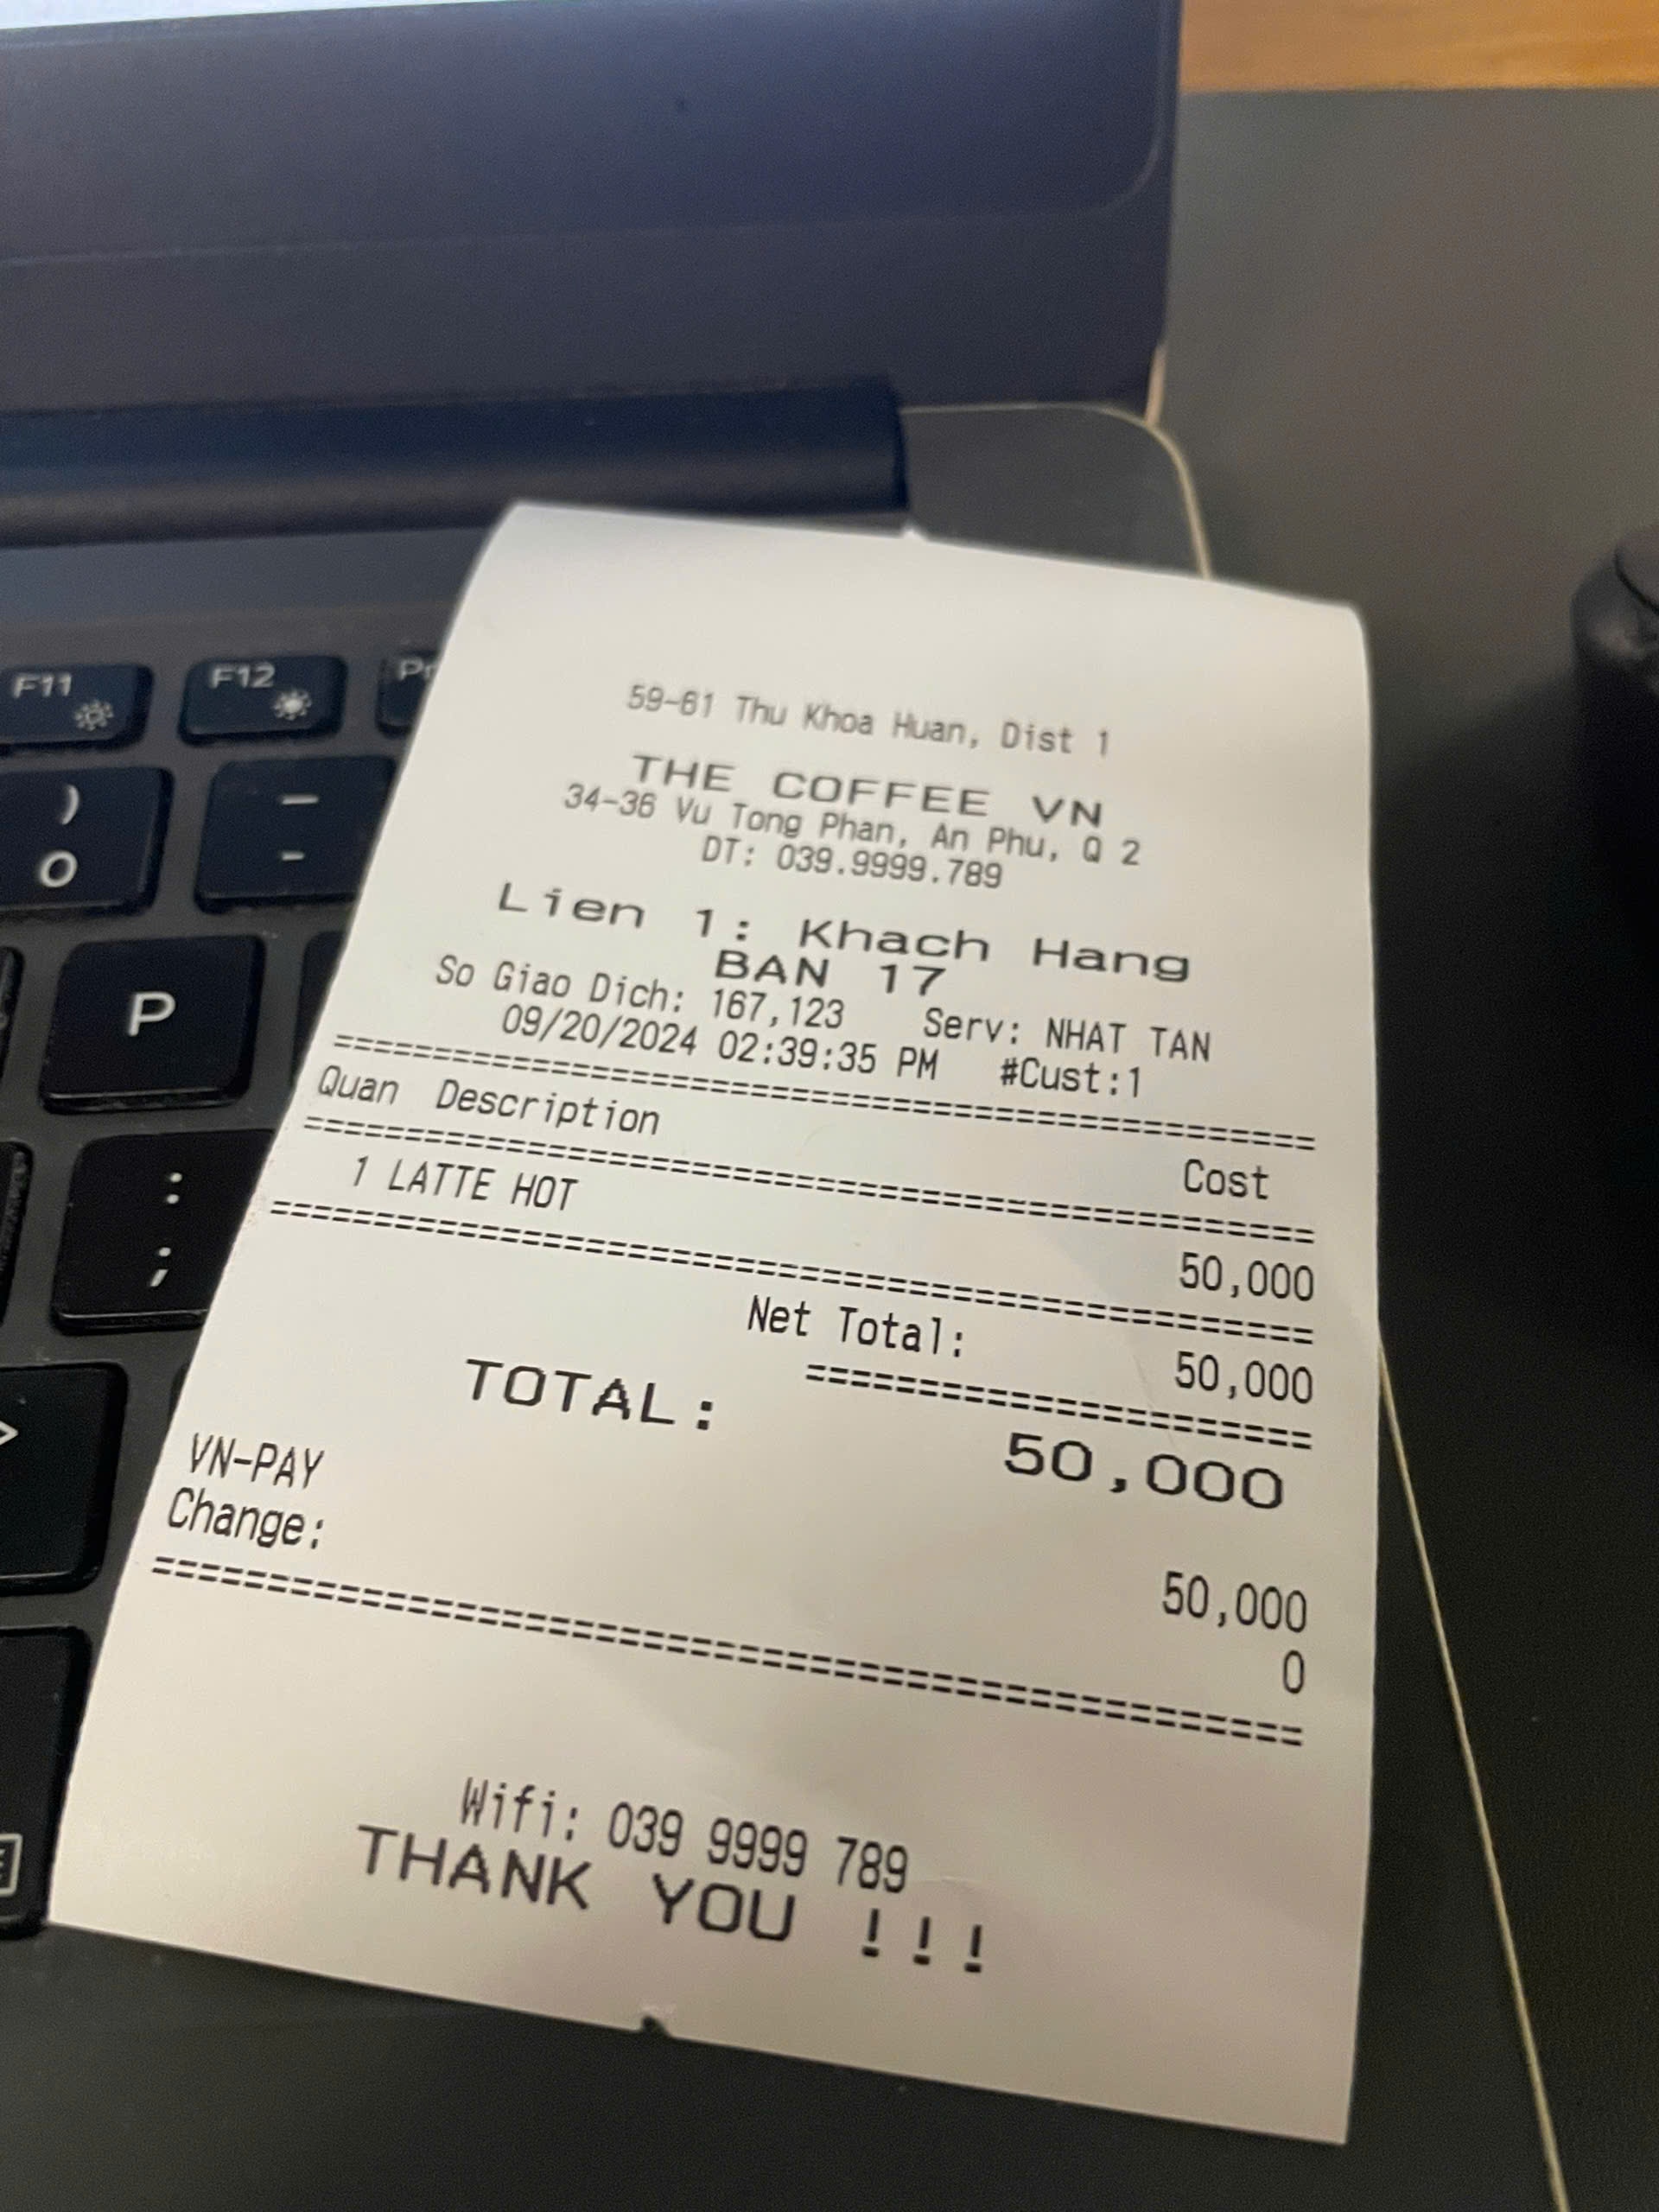 59-61 Thu Khoa Huan, Dist 1
THE COFFEE VN
34-36 Vu Tong Phan, An Phu, Q 2
DT: 039.9999.789
Lien 1: Khach Hang
BAN 17
So Giao Dich: 167,123 Serv: NHAT TAN
09/20/2024 02:39:35 PM #Cust:1
==================================================
Quan Description Cost
==================================================
1 LATTE HOT 50,000
==================================================
Net Total: 50,000
======================
TOTAL: 50,000
VN-PAY 50,000
Change: 0
==================================================
Wifi: 039 9999 789
THANK YOU !!!
F11
F12
)
0
_
-
P
:
;
>